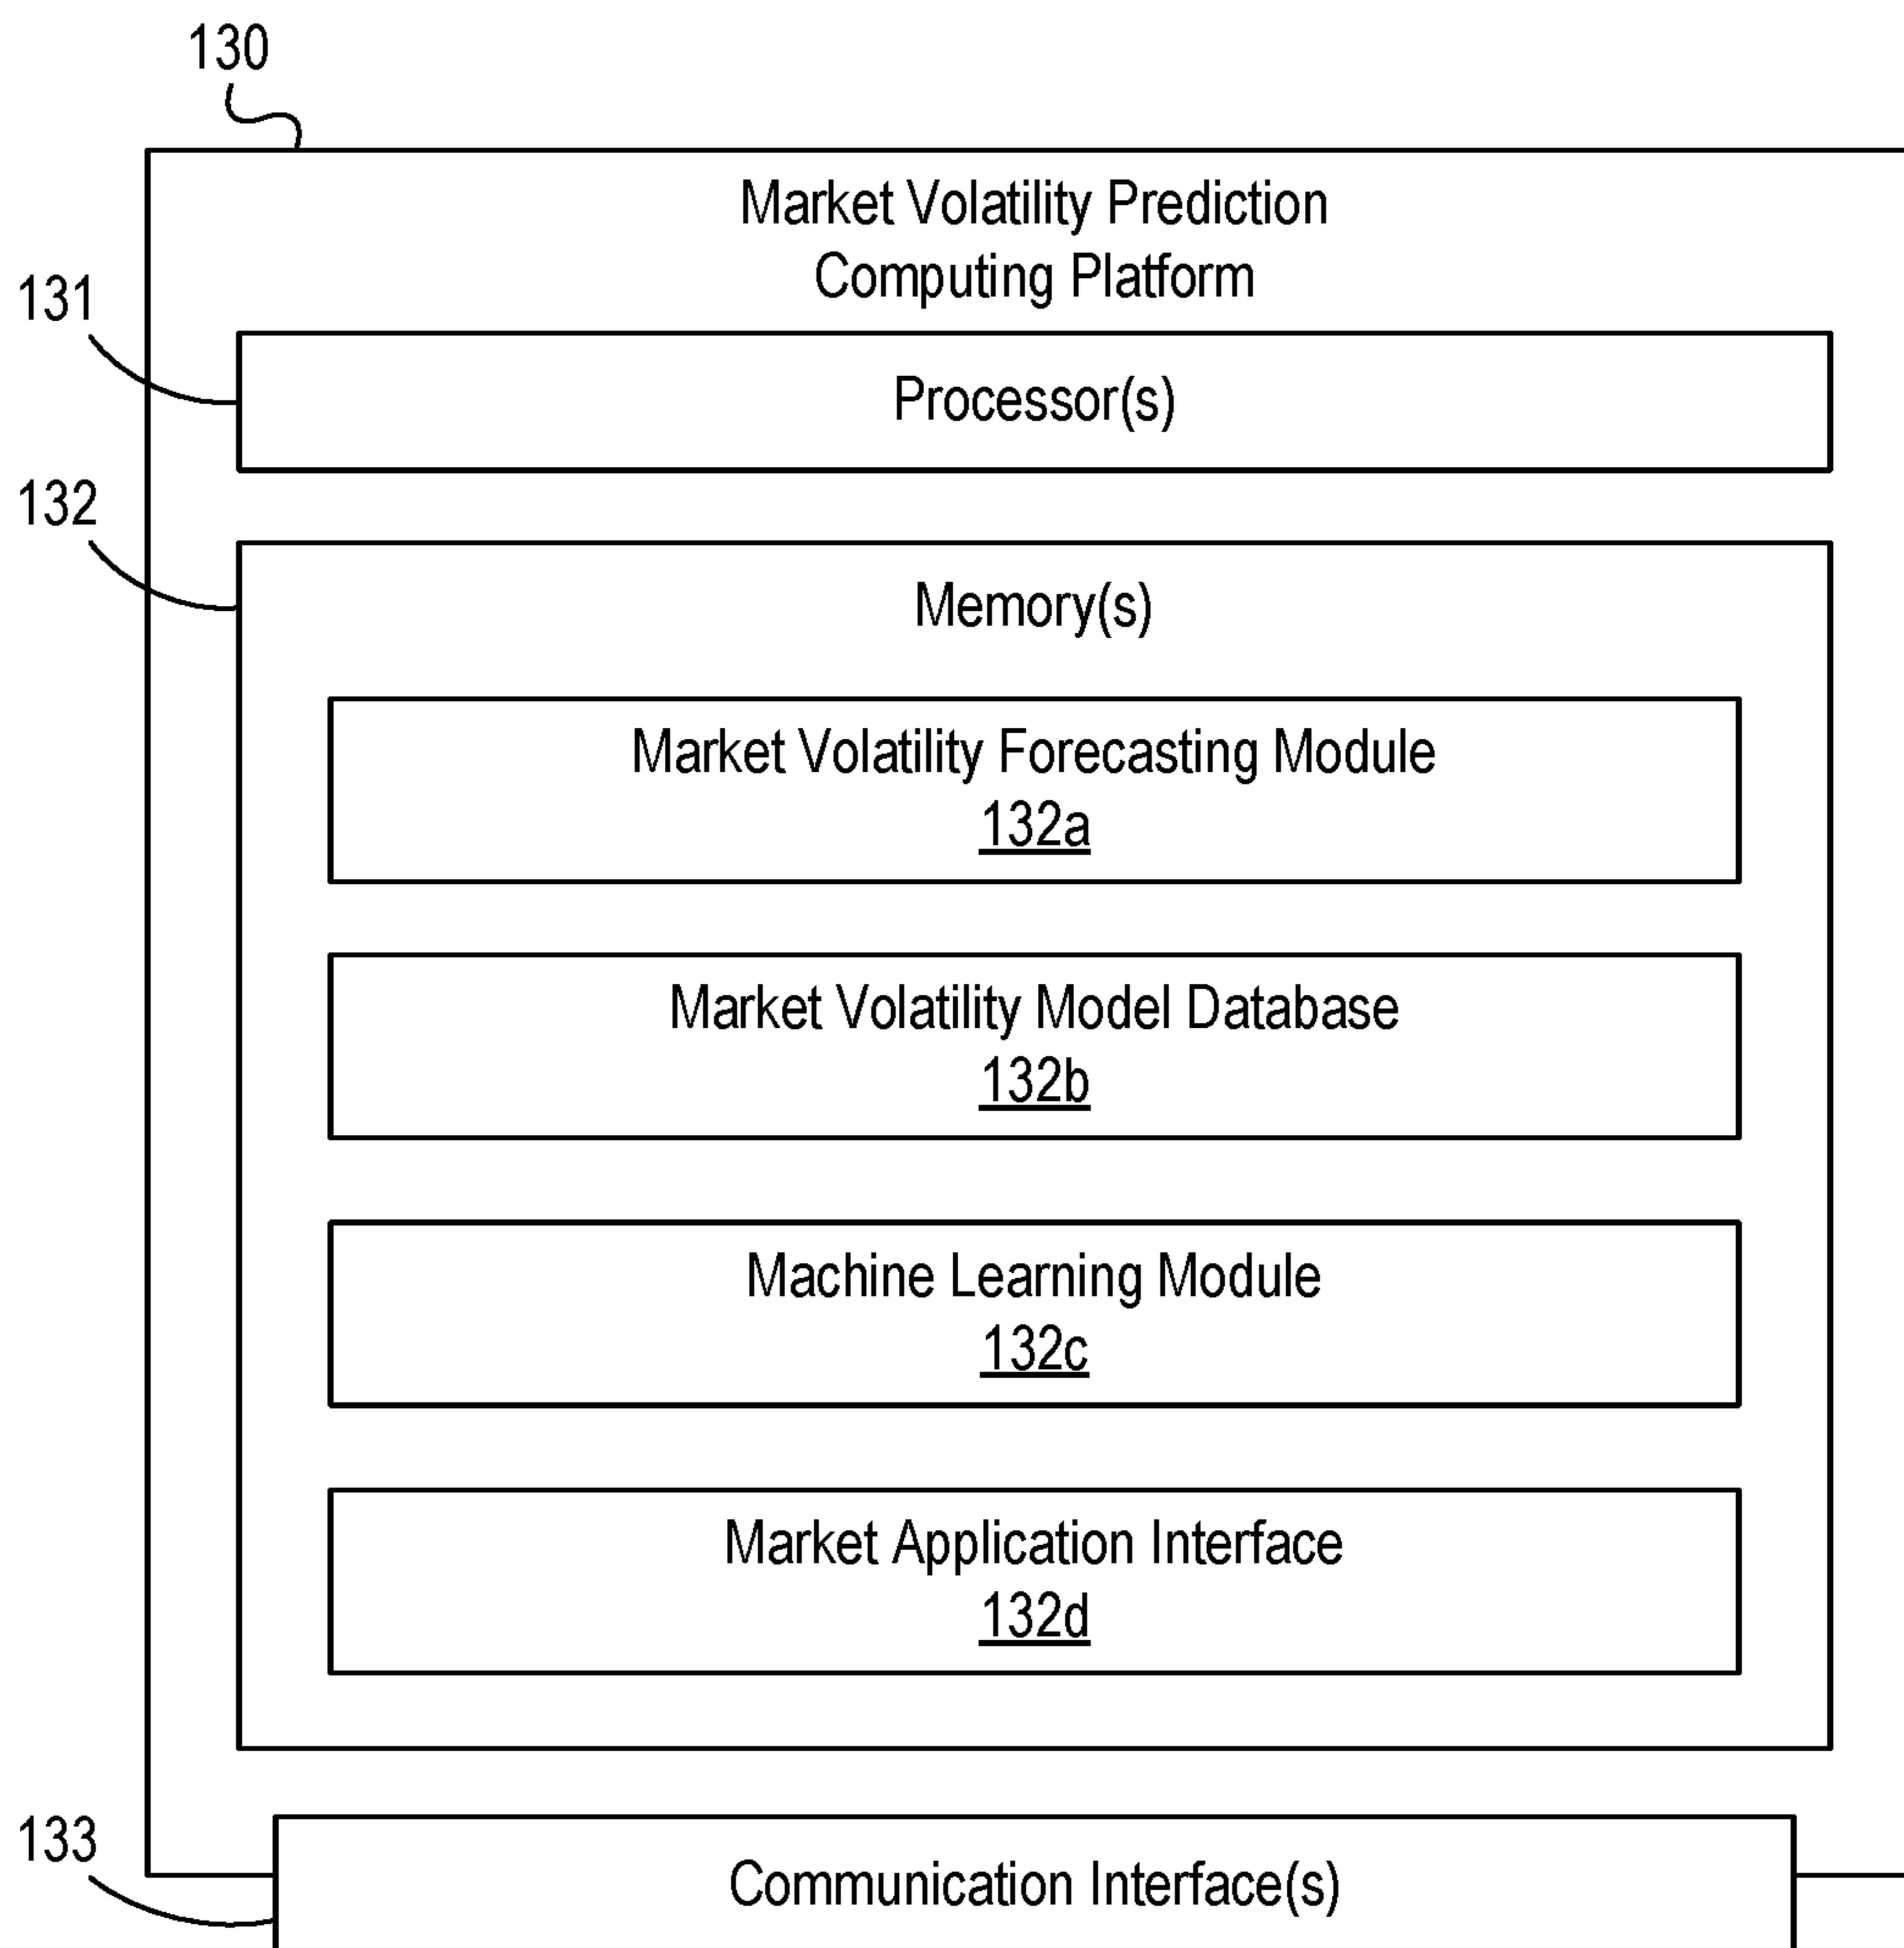 130
Market Volatility Prediction
Computing Platform
131
Processor(s)
132
Memory(s)
Market Volatility Forecasting Module
132a
Market Volatility Model Database
132b
Machine Learning Module
132c
Market Application Interface
132d
133
Communication Interface(s)